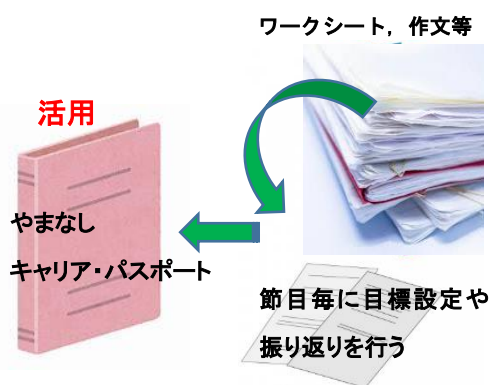 ワークシート，作文等
活用
やまなし
キャリア・パスポート
節目毎に目標設定や
振り返りを行う